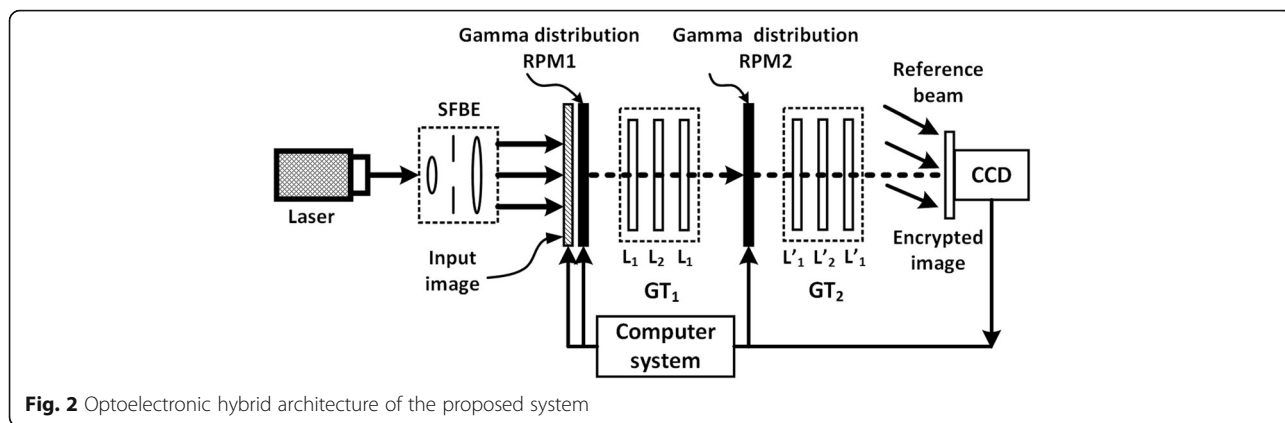 Gamma distribution
RPM1
Gamma distribution
RPM2
Reference
beam
SFBE
CCD
Laser
Input
image
L₁ L₂ L₁
GT₁
L'₁ L'₂ L'₁
GT₂
Encrypted
image
Computer
system
Fig. 2 Optoelectronic hybrid architecture of the proposed system